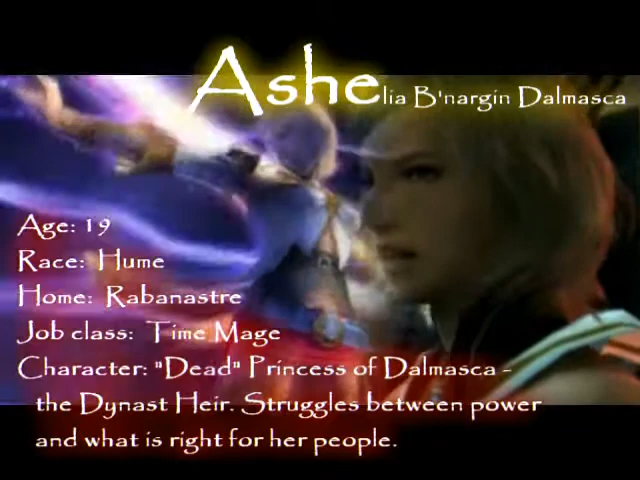 Ashelia B'nargin Dalmasca
Age: 19
Race: Hume
Home: Rabanastre
Job class: Time Mage
Character: "Dead" Princess of Dalmasca -
the Dynast Heir. Struggles between power
and what is right for her people.